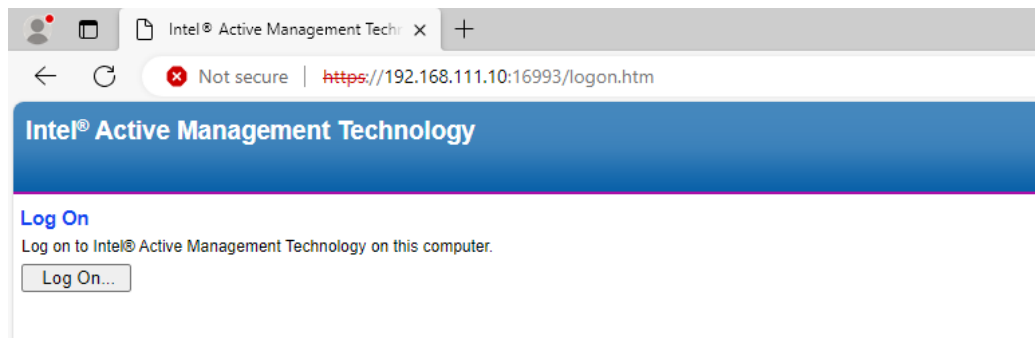 Intel® Active Management Techr
Not secure | https://192.168.111.10:16993/logon.htm
Intel® Active Management Technology
Log On
Log on to Intel® Active Management Technology on this computer.
Log On...